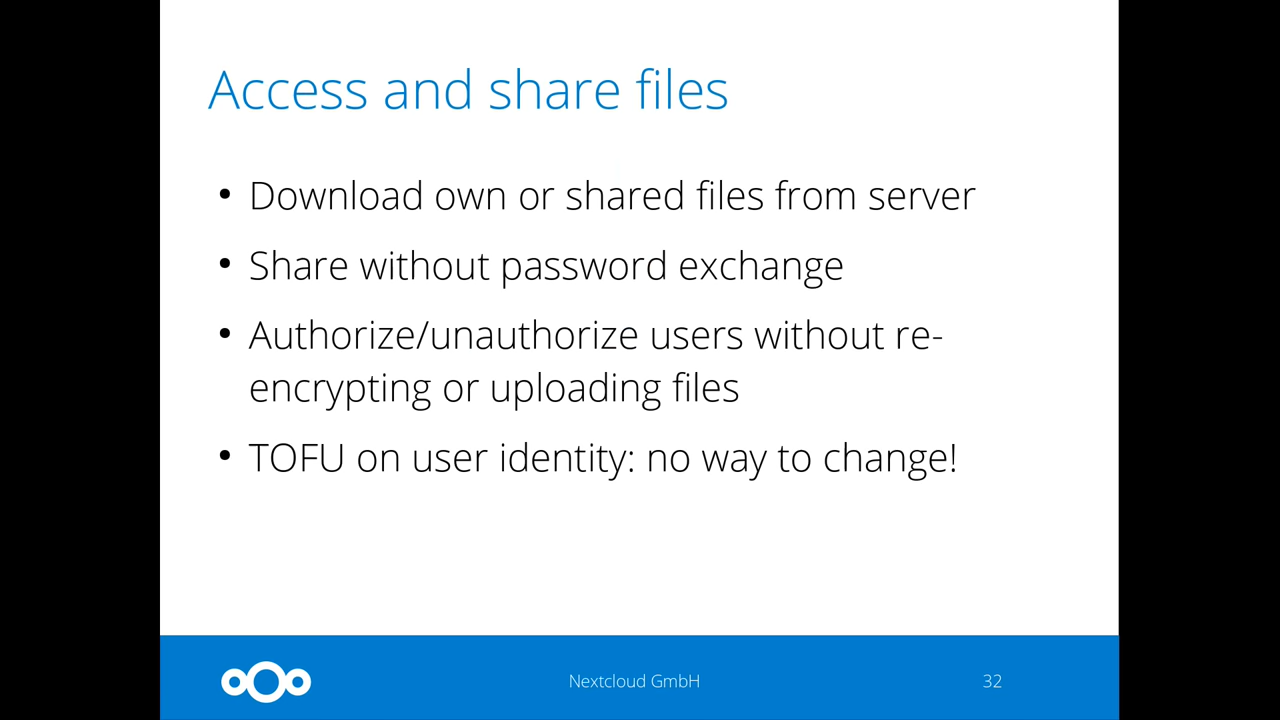 Access and share files
• Download own or shared files from server
• Share without password exchange
• Authorize/unauthorize users without re-
encrypting or uploading files
• TOFU on user identity: no way to change!
Nextcloud GmbH
32